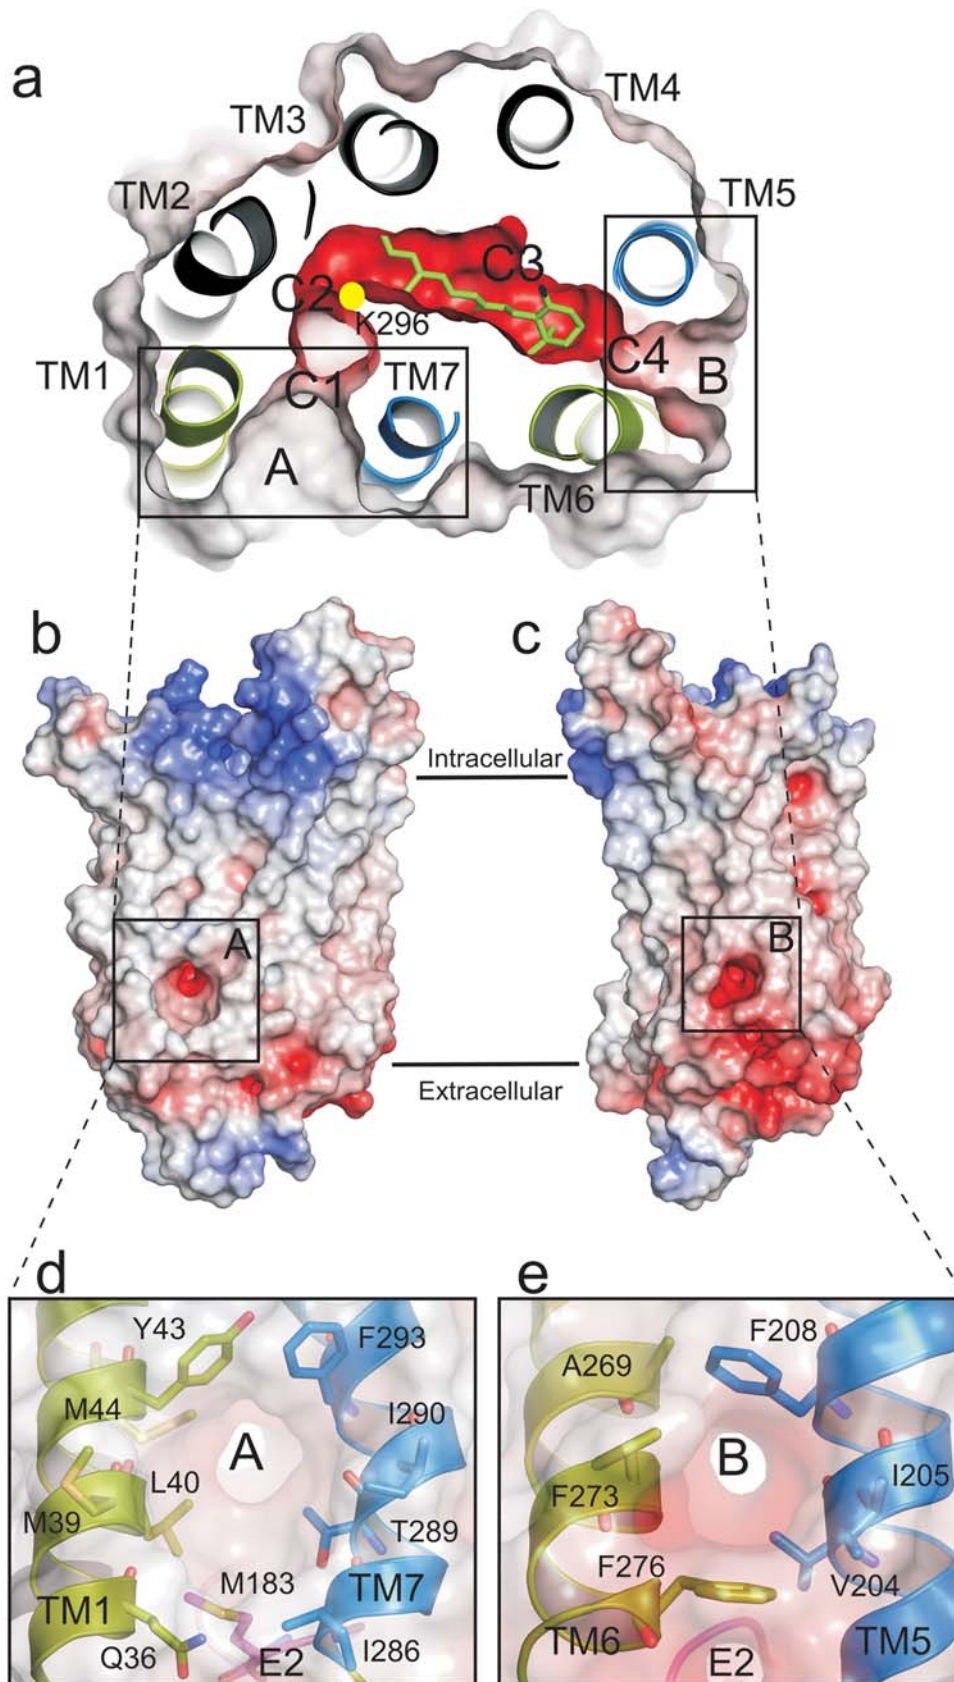 a
TM4
TM3
TM2
TM5
C3
C2
K296
TM1
C1
TM7
C4
B
A
TM6
b
c
Intracellular
A
B
Extracellular
d
e
Y43
F293
F208
A269
M44
I290
A
B
L40
I205
M39
F273
T289
M183
F276
V204
TM1
TM7
Q36
E2
I286
TM6
E2
TM5